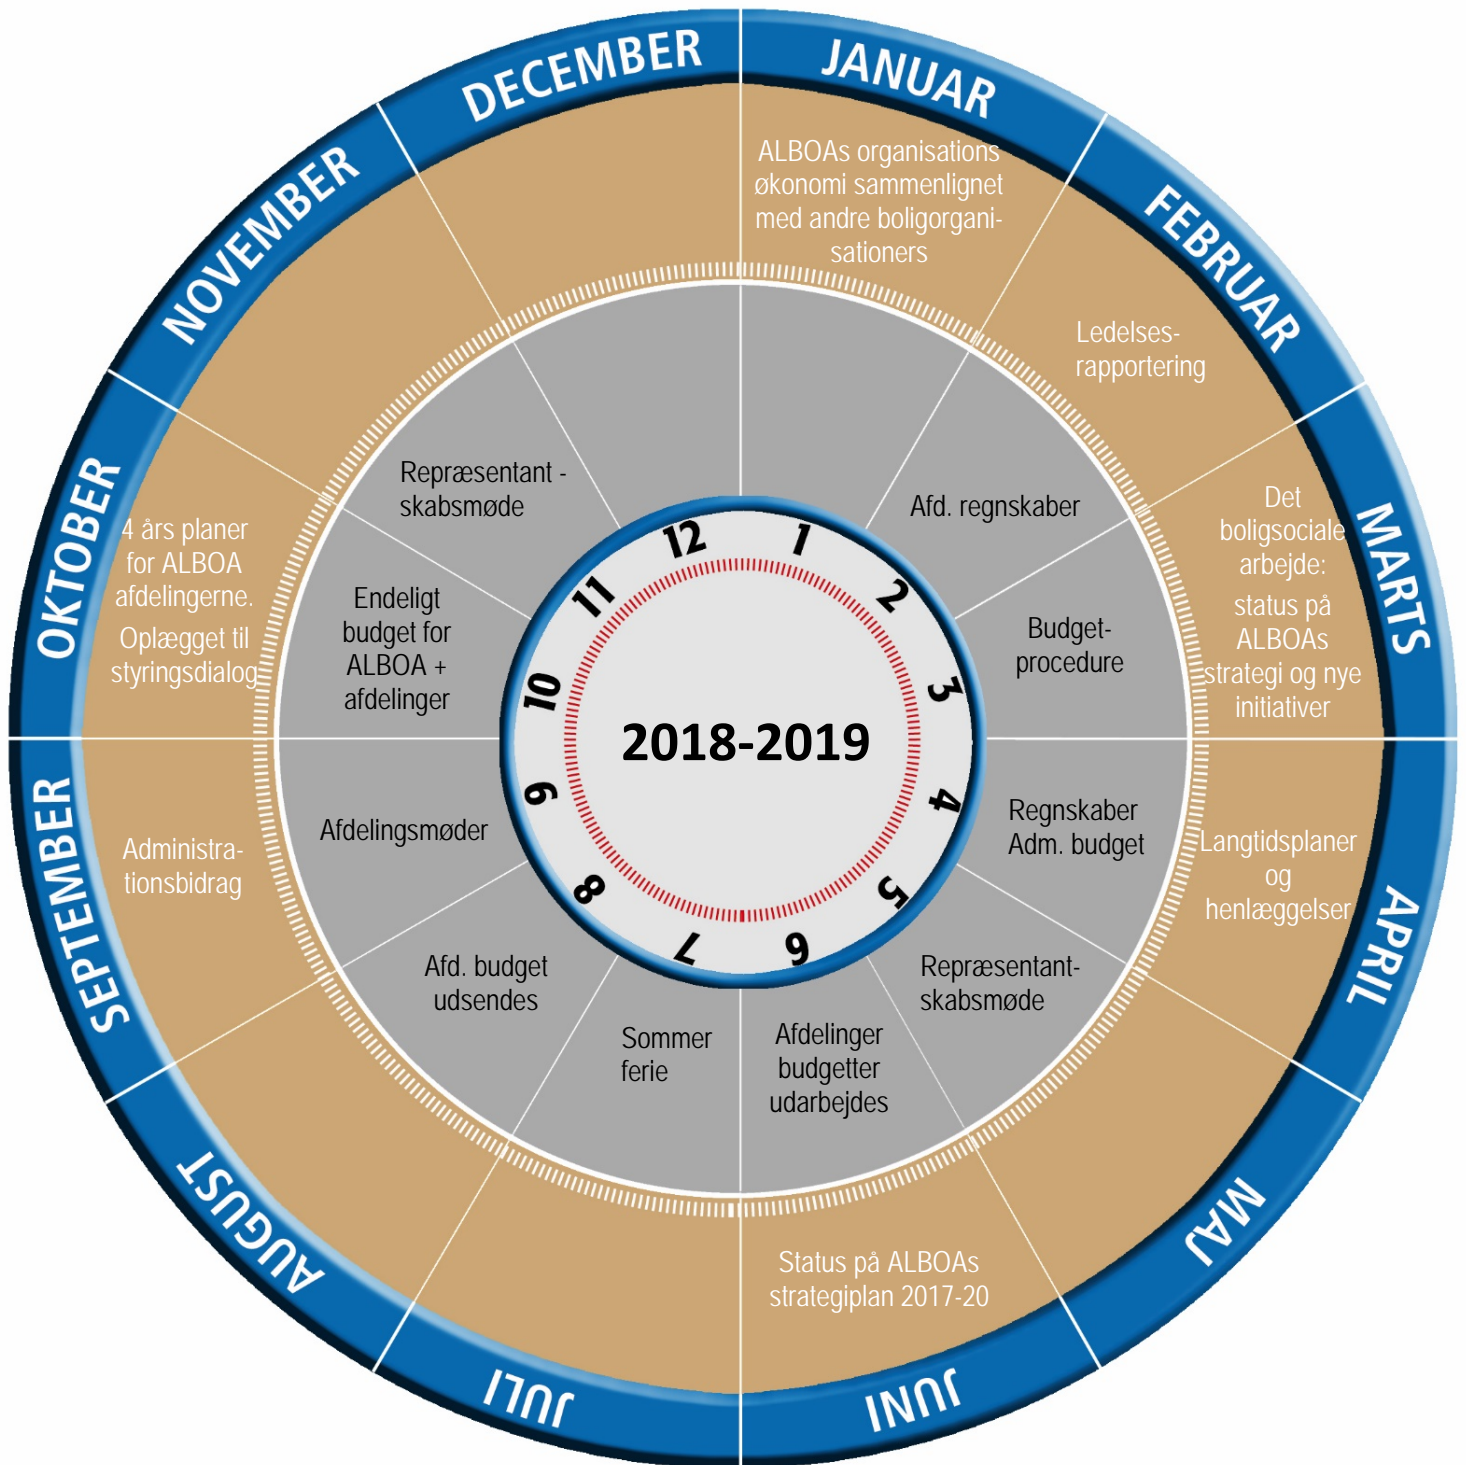 DECEMBER
JANUAR
FEBRUAR
MARTS
APRIL
MAJ
JUNI
JULI
AUGUST
SEPTEMBER
OKTOBER
NOVEMBER
ALBOAs organisations
økonomi sammenlignet
med andre boligorgani-
sationers
Ledelses-
rapportering
Det
boligsociale
arbejde:
status på
ALBOAs
strategi og nye
initiativer
Langtidsplaner
og
henlæggelser
Status på ALBOAs
strategiplan 2017-20
Administra-
tionsbidrag
4 års planer
for ALBOA
afdelingerne.
Oplægget til
styringsdialog
Afd. regnskaber
Budget-
procedure
Regnskaber
Adm. budget
Repræsentant-
skabsmøde
Afdelinger
budgetter
udarbejdes
Sommer
ferie
Afd. budget
udsendes
Afdelingsmøder
Endeligt
budget for
ALBOA +
afdelinger
Repræsentant -
skabsmøde
1
2
3
4
5
6
7
8
9
10
11
12
2018-2019